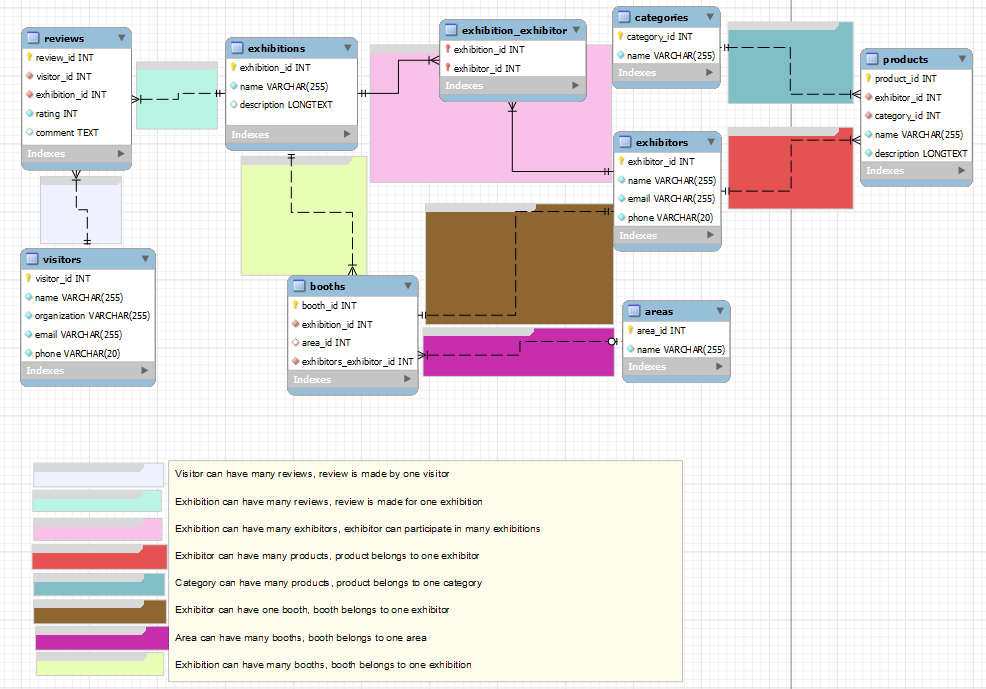 reviews
review_id INT
visitor_id INT
exhibition_id INT
rating INT
comment TEXT
Indexes
exhibitions
exhibition_id INT
name VARCHAR(255)
description LONGTEXT
Indexes
exhibition_exhibitor
exhibition_id INT
exhibitor_id INT
Indexes
categories
category_id INT
name VARCHAR(255)
Indexes
products
product_id INT
exhibitor_id INT
category_id INT
name VARCHAR(255)
description LONGTEXT
Indexes
exhibitors
exhibitor_id INT
name VARCHAR(255)
email VARCHAR(255)
phone VARCHAR(20)
Indexes
visitors
visitor_id INT
name VARCHAR(255)
organization VARCHAR(255)
email VARCHAR(255)
phone VARCHAR(20)
Indexes
booths
booth_id INT
exhibition_id INT
area_id INT
exhibitors_exhibitor_id INT
Indexes
areas
area_id INT
name VARCHAR(255)
Indexes
Visitor can have many reviews, review is made by one visitor
Exhibition can have many reviews, review is made for one exhibition
Exhibition can have many exhibitors, exhibitor can participate in many exhibitions
Exhibitor can have many products, product belongs to one exhibitor
Category can have many products, product belongs to one category
Exhibitor can have one booth, booth belongs to one exhibitor
Area can have many booths, booth belongs to one area
Exhibition can have many booths, booth belongs to one exhibition